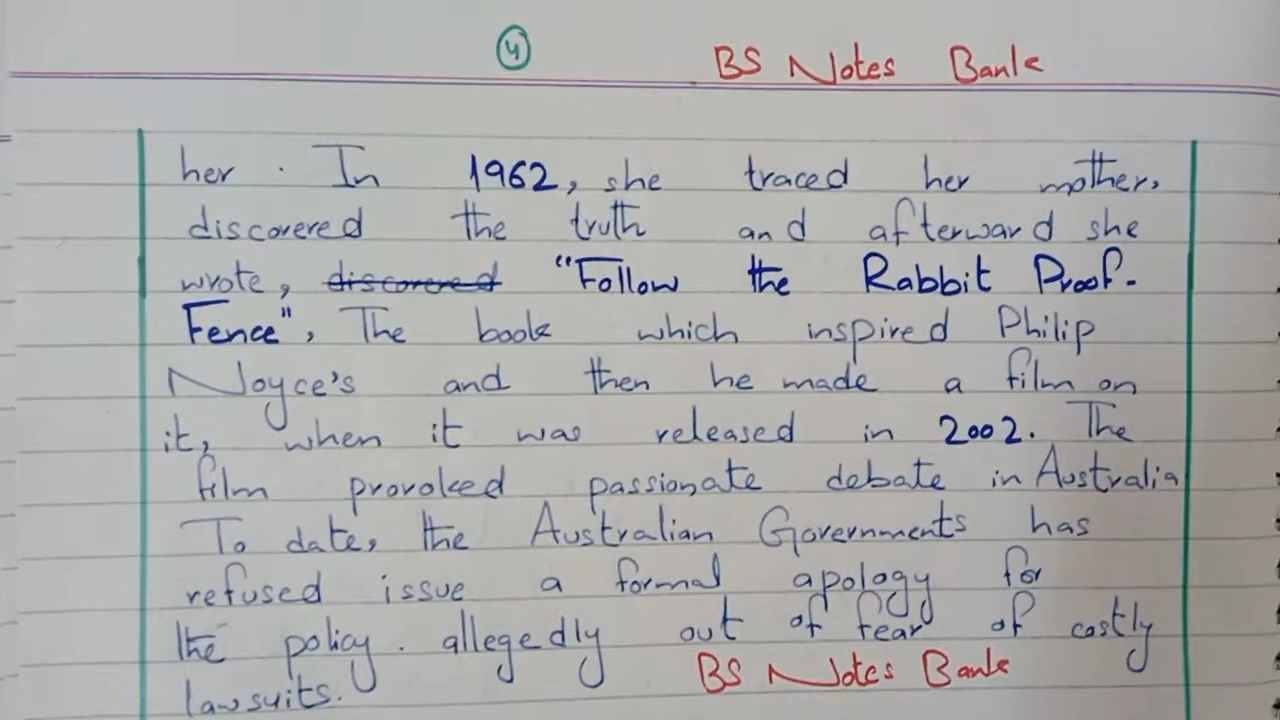 4
BS Notes Bank
her. In 1962, she traced her mother,
discovered the truth and afterward she
wrote, discovered "Follow the Rabbit Proof-
Fence", The book which inspired Philip
Noyce's and then he made a film on
it, when it was released in 2002. The
film provoked passionate debate in Australia
To date, the Australian Governments has
refused issue a formal apology for
the policy. allegedly out of fear of costly
lawsuits.
BS Notes Bank